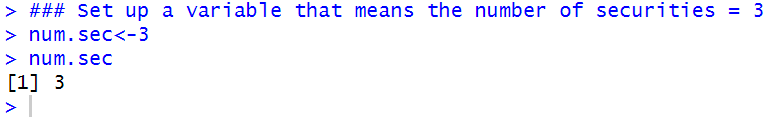 > ### Set up a variable that means the number of securities = 3
> num.sec<-3
> num.sec
[1] 3
>